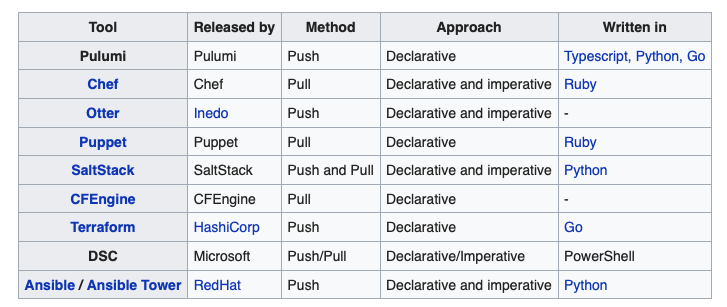 Tool Released by Method Approach Written in
Pulumi Pulumi Push Declarative Typescript, Python, Go
Chef Chef Pull Declarative and imperative Ruby
Otter Inedo Push Declarative and imperative -
Puppet Puppet Pull Declarative Ruby
SaltStack SaltStack Push and Pull Declarative and imperative Python
CFEngine CFEngine Pull Declarative -
Terraform HashiCorp Push Declarative Go
DSC Microsoft Push/Pull Declarative/Imperative PowerShell
Ansible / Ansible Tower RedHat Push Declarative and imperative Python